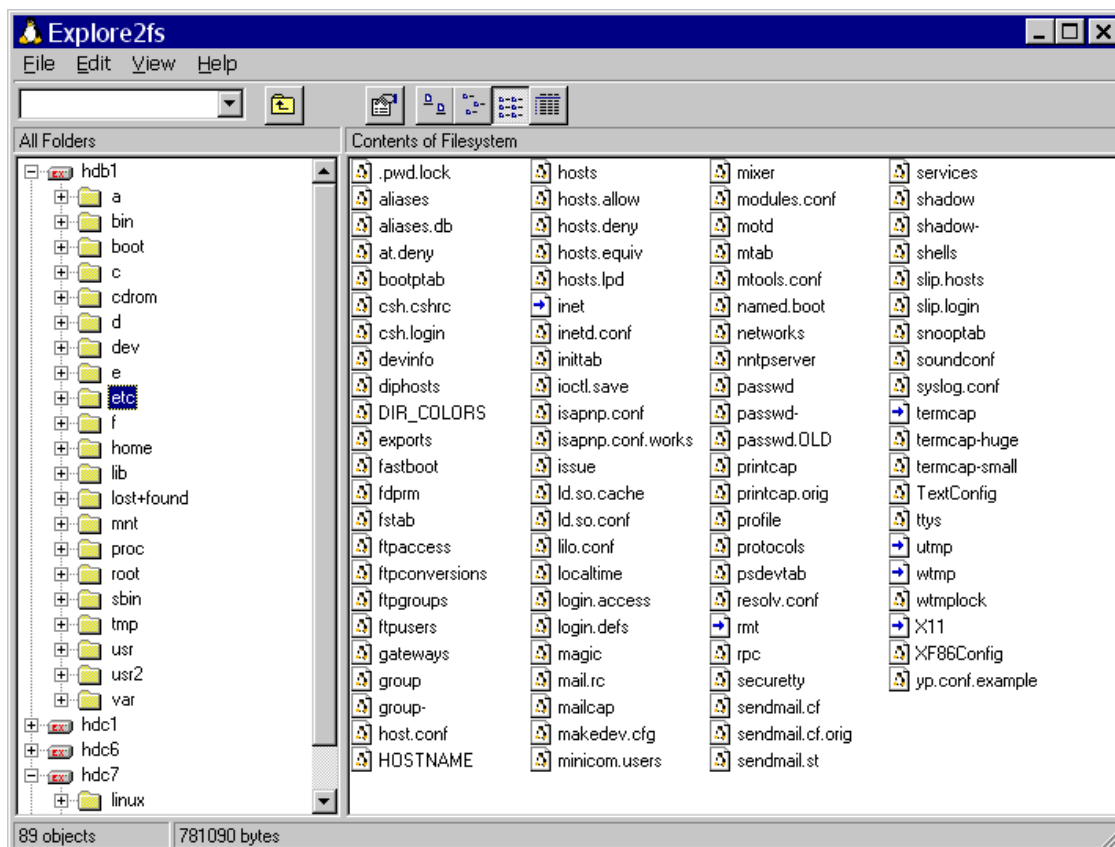 Explore2fs
File Edit View Help
All Folders
Contents of Filesystem
hdb1
a
bin
boot
c
cdrom
d
dev
e
etc
f
home
lib
lost+found
mnt
proc
root
sbin
tmp
usr
usr2
var
hdc1
hdc6
hdc7
linux
.pwd.lock
aliases
aliases.db
at.deny
bootptab
csh.cshrc
csh.login
devinfo
diphosts
DIR_COLORS
exports
fastboot
fdprm
fstab
ftpaccess
ftpconversions
ftpgroups
ftpusers
gateways
group
group-
host.conf
HOSTNAME
hosts
hosts.allow
hosts.deny
hosts.equiv
hosts.lpd
inet
inetd.conf
inittab
ioctl.save
isapnp.conf
isapnp.conf.works
issue
ld.so.cache
ld.so.conf
lilo.conf
localtime
login.access
login.defs
magic
mail.rc
mailcap
makedev.cfg
minicom.users
mixer
modules.conf
motd
mtab
mtools.conf
named.boot
networks
nntpserver
passwd
passwd-
passwd.OLD
printcap
printcap.orig
profile
protocols
psdevtab
resolv.conf
rmt
rpc
securetty
sendmail.cf
sendmail.cf.orig
sendmail.st
services
shadow
shadow-
shells
slip.hosts
slip.login
snooptab
soundconf
syslog.conf
termcap
termcap-huge
termcap-small
TextConfig
ttys
utmp
wtmp
wtmplock
X11
XF86Config
yp.conf.example
89 objects
781090 bytes